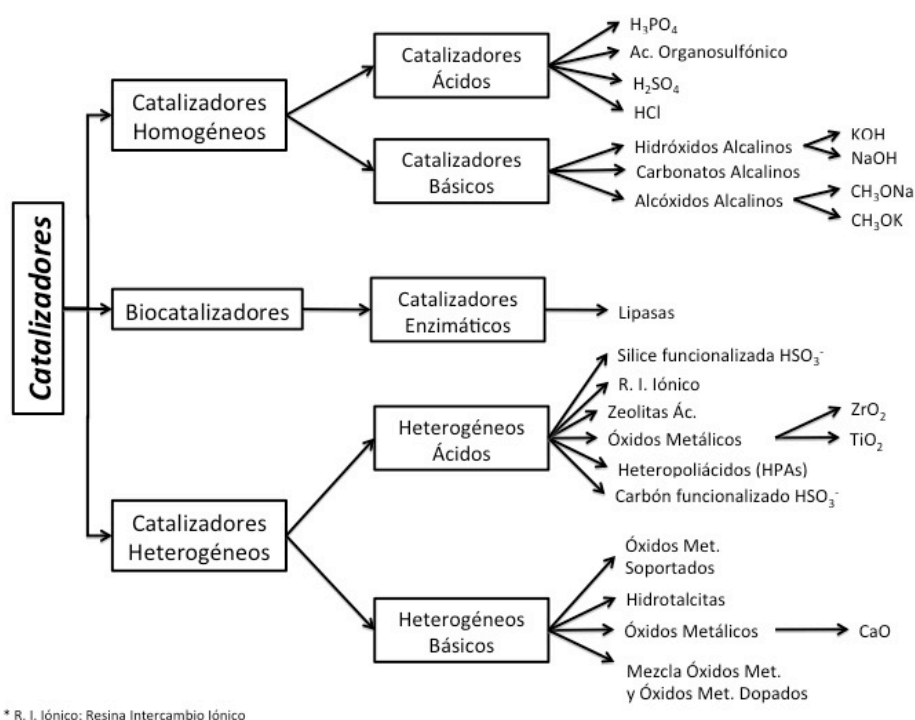 Catalizadores
Catalizadores
Homogéneos
Catalizadores
Ácidos
H₃PO₄
Ac. Organosulfónico
H₂SO₄
HCl
Catalizadores
Básicos
Hidróxidos Alcalinos
KOH
NaOH
Carbonatos Alcalinos
Alcóxidos Alcalinos
CH₃ONa
CH₃OK
Biocatalizadores
Catalizadores
Enzimáticos
Lipasas
Catalizadores
Heterogéneos
Heterogéneos
Ácidos
Silice funcionalizada HSO₃⁻
R. I. Iónico
Zeolitas Ác.
Óxidos Metálicos
ZrO₂
TiO₂
Heteropoliácidos (HPAs)
Carbón funcionalizado HSO₃⁻
Heterogéneos
Básicos
Óxidos Met.
Soportados
Hidrotalcitas
Óxidos Metálicos
CaO
Mezcla Óxidos Met.
y Óxidos Met. Dopados
* R. I. Iónico: Resina Intercambio Iónico